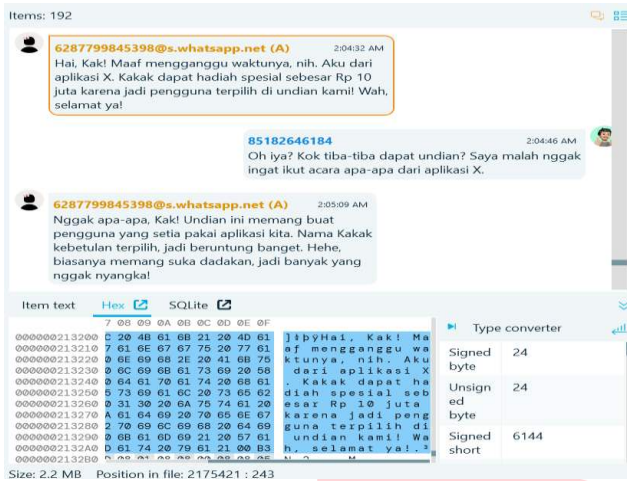 Items: 192
6287799845398@s.whatsapp.net (A) 2:04:32 AM
Hai, Kak! Maaf mengganggu waktunya, nih. Aku dari
aplikasi X. Kakak dapat hadiah spesial sebesar Rp 10
juta karena jadi pengguna terpilih di undian kami! Wah,
selamat ya!
85182646184 2:04:46 AM
Oh iya? Kok tiba-tiba dapat undian? Saya malah nggak
ingat ikut acara apa-apa dari aplikasi X.
6287799845398@s.whatsapp.net (A) 2:05:09 AM
Nggak apa-apa, Kak! Undian ini memang buat
pengguna yang setia pakai aplikasi kita. Nama Kakak
kebetulan terpilih, jadi beruntung banget. Hehe,
biasanya memang suka dadakan, jadi banyak yang
nggak nyangka!
Item text Hex SQLite
7 08 09 0A 0B 0C 0D 0E 0F
000000213200 C 20 4B 61 6B 21 20 4D 61 Hai, Kak! Ma
000000213210 7 61 6E 67 67 75 20 77 61 af mengganggu wa
000000213220 0 6E 69 68 2E 20 41 6B 75 ktunya, nih. Aku
000000213230 0 6C 69 6B 61 73 69 20 58 dari aplikasi X
000000213240 0 64 61 70 61 74 20 68 61 . Kakak dapat ha
000000213250 5 73 69 61 6C 20 73 65 62 diah spesial seb
000000213260 0 31 30 20 6A 75 74 61 20 esar Rp 10 juta
000000213270 A 61 64 69 20 70 65 6E 67 karena jadi peng
000000213280 2 70 69 6C 69 68 20 64 69 guna terpilih di
000000213290 0 6B 61 6D 69 21 20 57 61 undian kami! Wa
0000002132A0 D 61 74 20 79 61 21 00 B3 h, selamat ya!.³
0000002132B0
Type converter
Signed byte 24
Unsigned byte 24
Signed short 6144
Size: 2.2 MB Position in file: 2175421 : 243